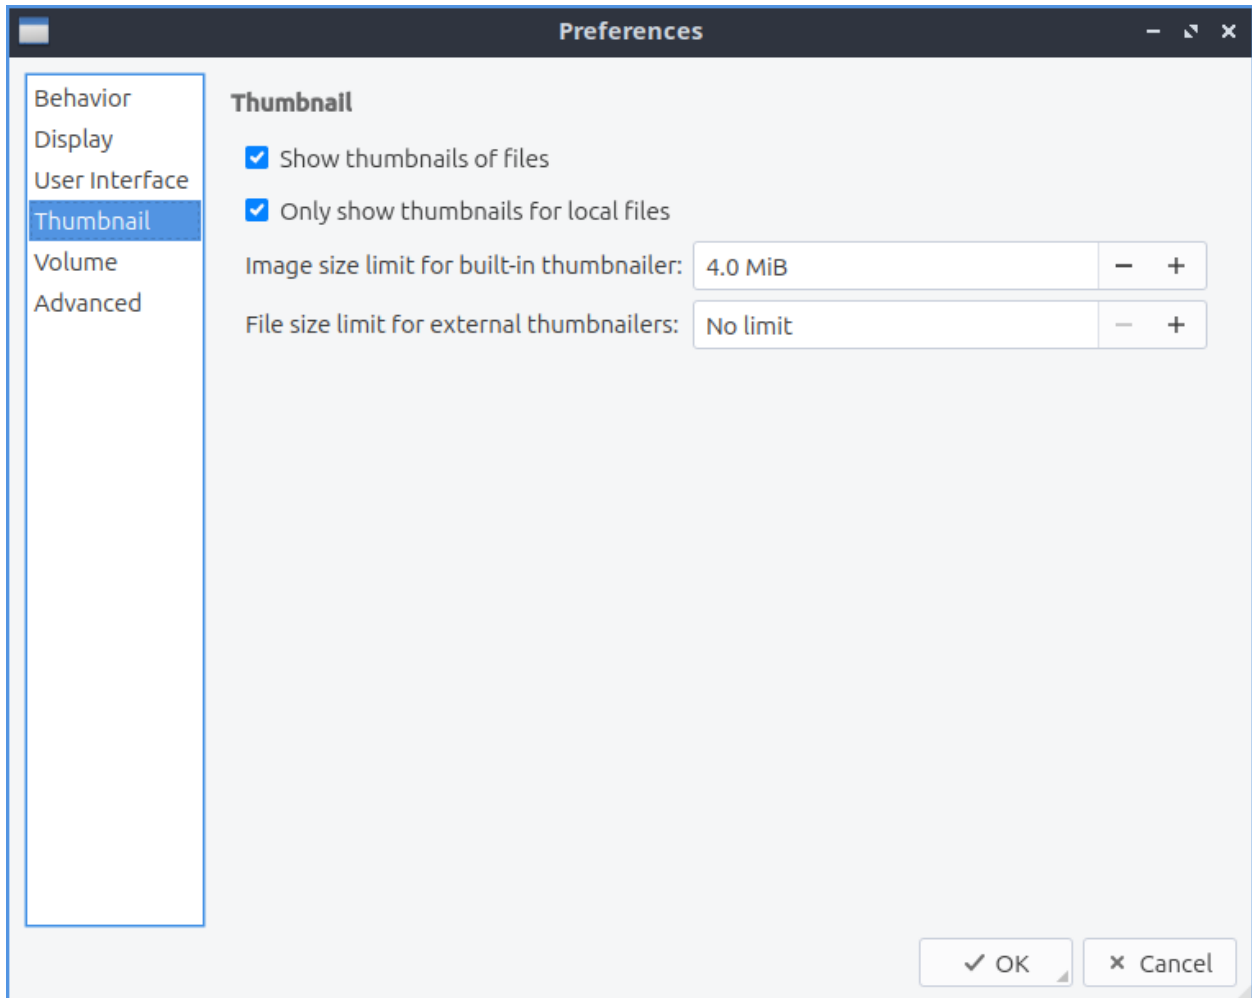 Preferences
Behavior
Display
User Interface
Thumbnail
Volume
Advanced
Thumbnail
Show thumbnails of files
Only show thumbnails for local files
Image size limit for built-in thumbnailer: 4.0 MiB
File size limit for external thumbnailers: No limit
OK
Cancel